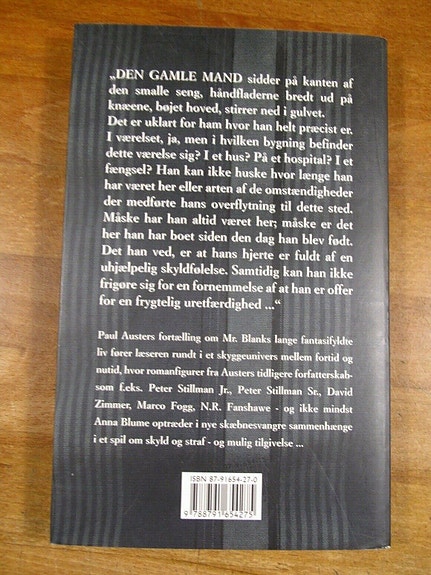 „DEN GAMLE MAND sidder på kanten af
den smalle seng, håndfladerne bredt ud på
knæene, bøjet hoved, stirrer ned i gulvet.
Det er uklart for ham hvor han helt præcist er.
I værelset, ja, men i hvilken bygning befinder
dette værelse sig? I et hus? På et hospital? I et
fængsel? Han kan ikke huske hvor længe han
har været her eller arten af de omstændigheder
der medførte hans overflytning til dette sted.
Måske har han altid været her; måske er det
her han har boet siden den dag han blev født.
Det han ved, er at hans hjerte er fuldt af en
uhjælpelig skyldfølelse. Samtidig kan han ikke
frigøre sig for en fornemmelse af at han er offer
for en frygtelig uretfærdighed ...“
Paul Austers fortælling om Mr. Blanks lange fantasifyldte
liv fører læseren rundt i et skyggeunivers mellem fortid og
nutid, hvor romanfigurer fra Austers tidligere forfatterskab-
som f.eks. Peter Stillman Jr., Peter Stillman Sr., David
Zimmer, Marco Fogg, N.R. Fanshawe - og ikke mindst
Anna Blume optræder i nye skæbnesvangre sammenhænge
i et spil om skyld og straf - og mulig tilgivelse ...
ISBN 87-91654-27-0
9 788791 654275